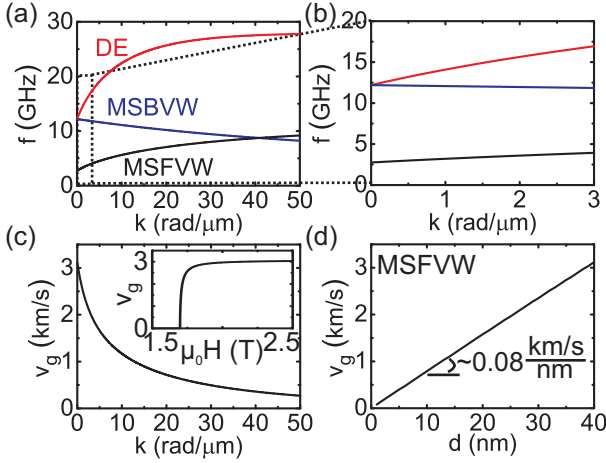 (a)
DE
MSBVW
MSFVW
f (GHz)
30
20
10
0
0 10 20 30 40 50
k (rad/μm)
(b)
f (GHz)
20
15
10
5
0
0 1 2 3
k (rad/μm)
(c)
v_g (km/s)
3
2
1
0
0 10 20 30 40 50
k (rad/μm)
v_g
3
0
1.5 2.5
μ₀H (T)
(d)
MSFVW
~0.08 km/s
nm
v_g (km/s)
3
2
1
0
0 10 20 30 40
d (nm)